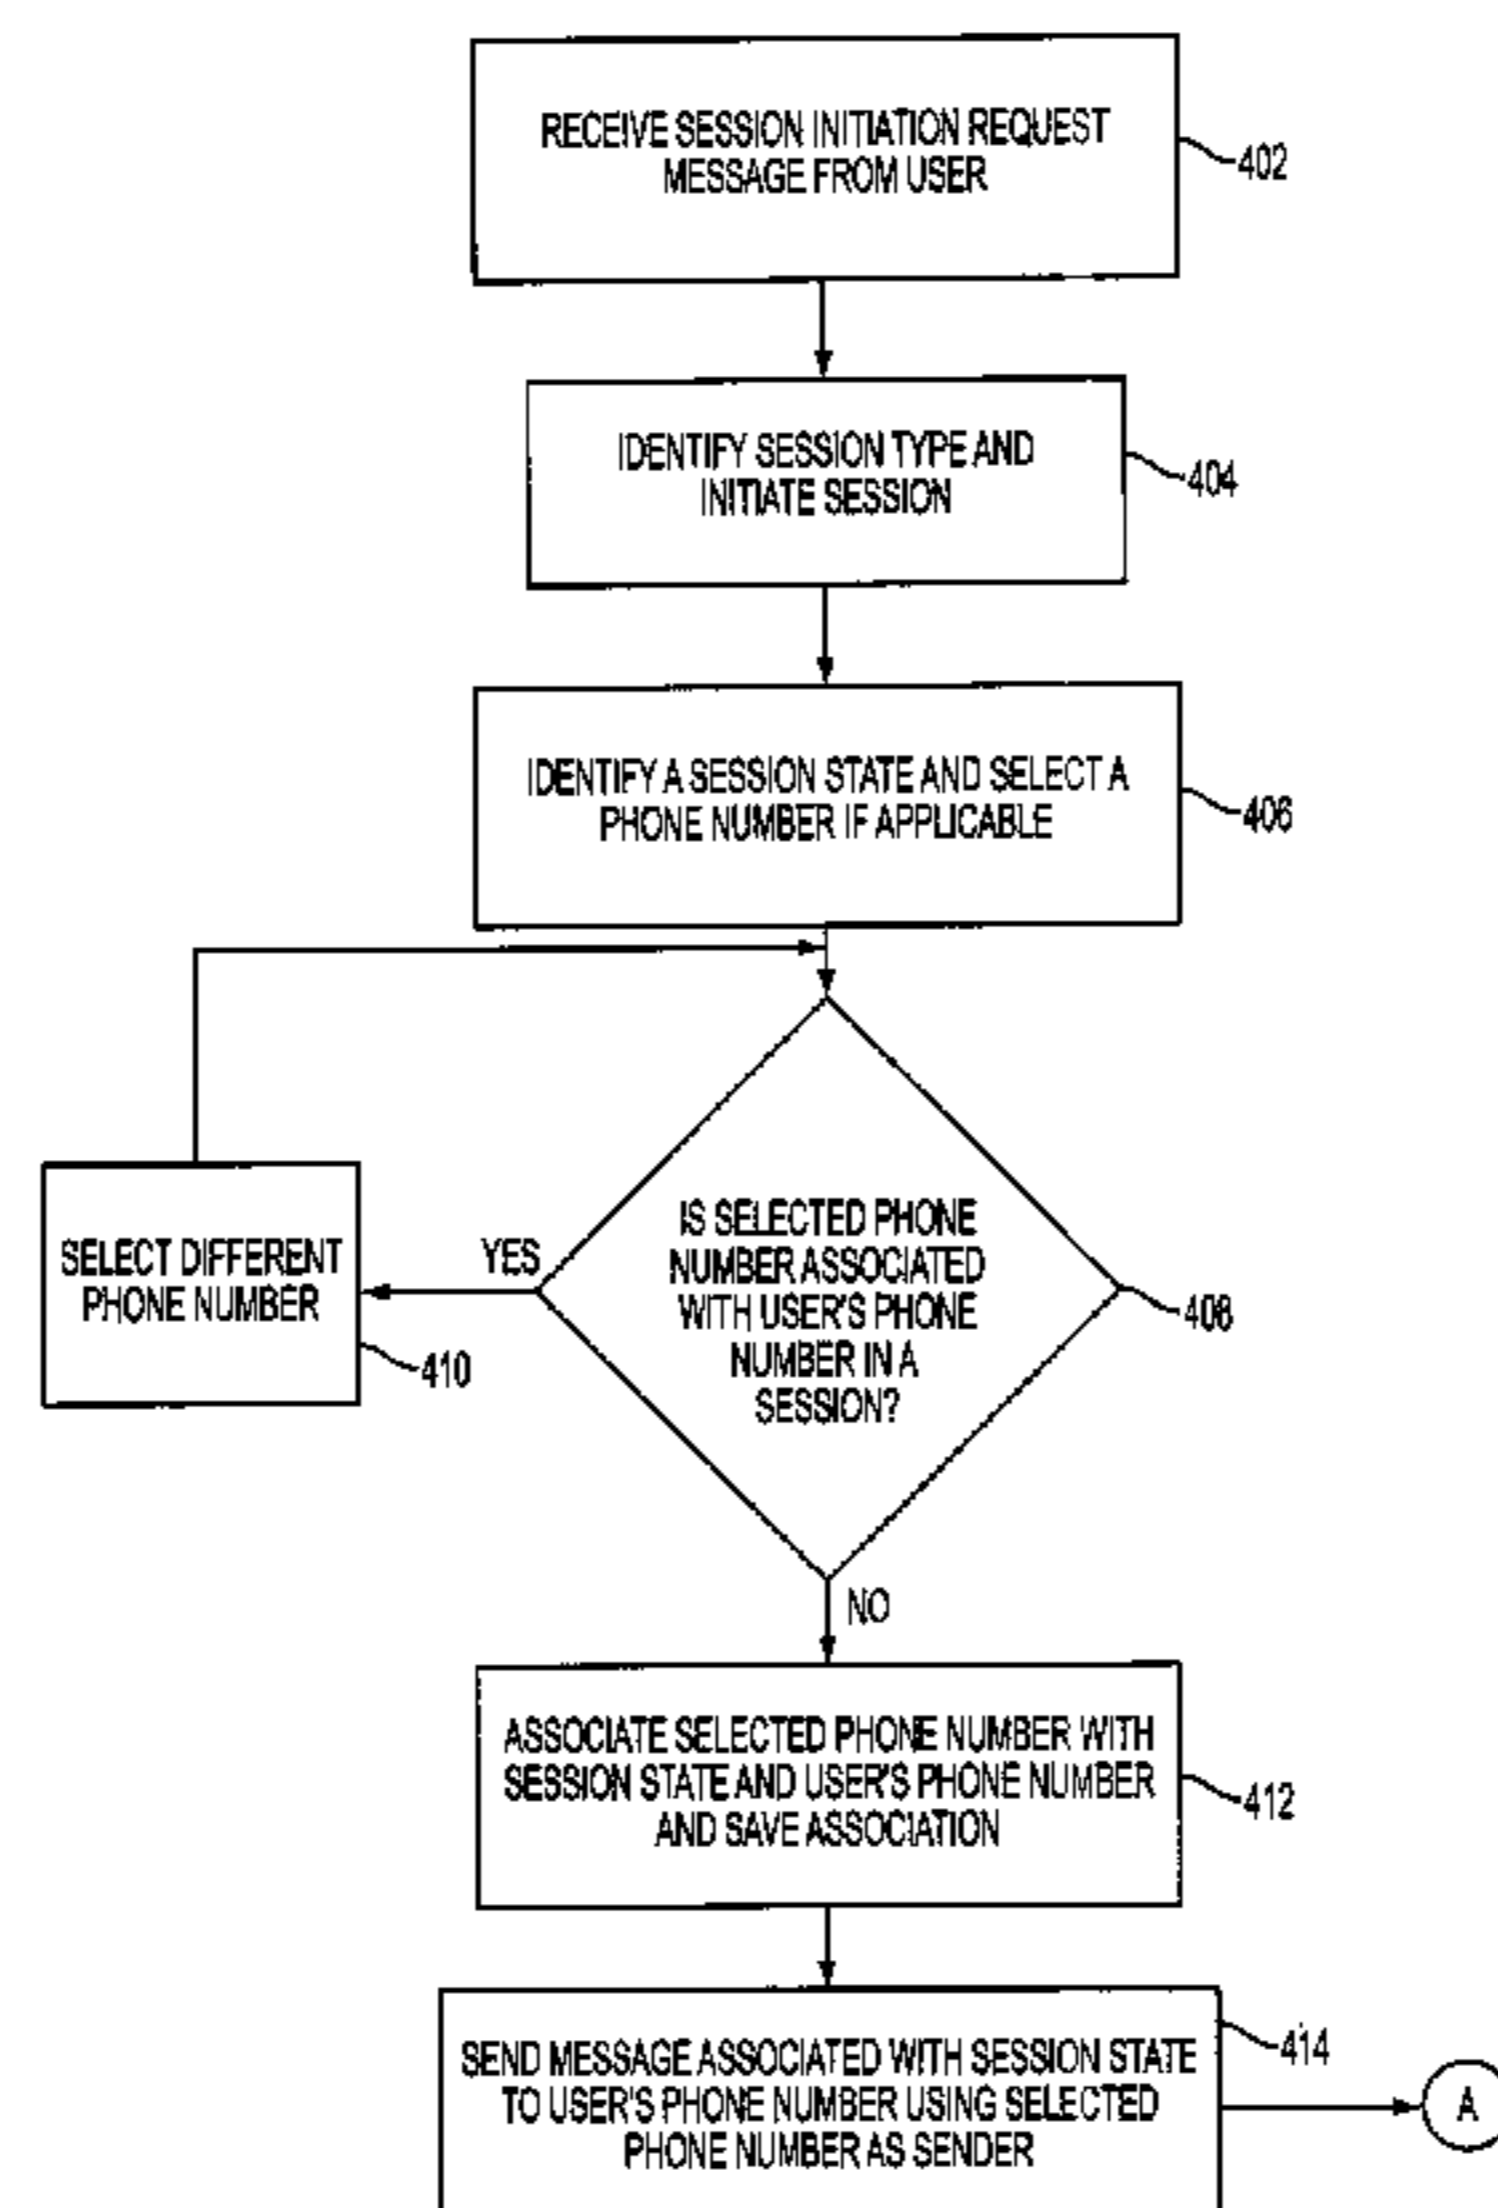 RECEIVE SESSION INITIATION REQUEST
MESSAGE FROM USER
402
IDENTIFY SESSION TYPE AND
INITIATE SESSION
404
IDENTIFY A SESSION STATE AND SELECT A
PHONE NUMBER IF APPLICABLE
406
IS SELECTED PHONE
NUMBER ASSOCIATED
WITH USER'S PHONE
NUMBER IN A
SESSION?
408
YES
SELECT DIFFERENT
PHONE NUMBER
410
NO
ASSOCIATE SELECTED PHONE NUMBER WITH
SESSION STATE AND USER'S PHONE NUMBER
AND SAVE ASSOCIATION
412
SEND MESSAGE ASSOCIATED WITH SESSION STATE
TO USER'S PHONE NUMBER USING SELECTED
PHONE NUMBER AS SENDER
414
A